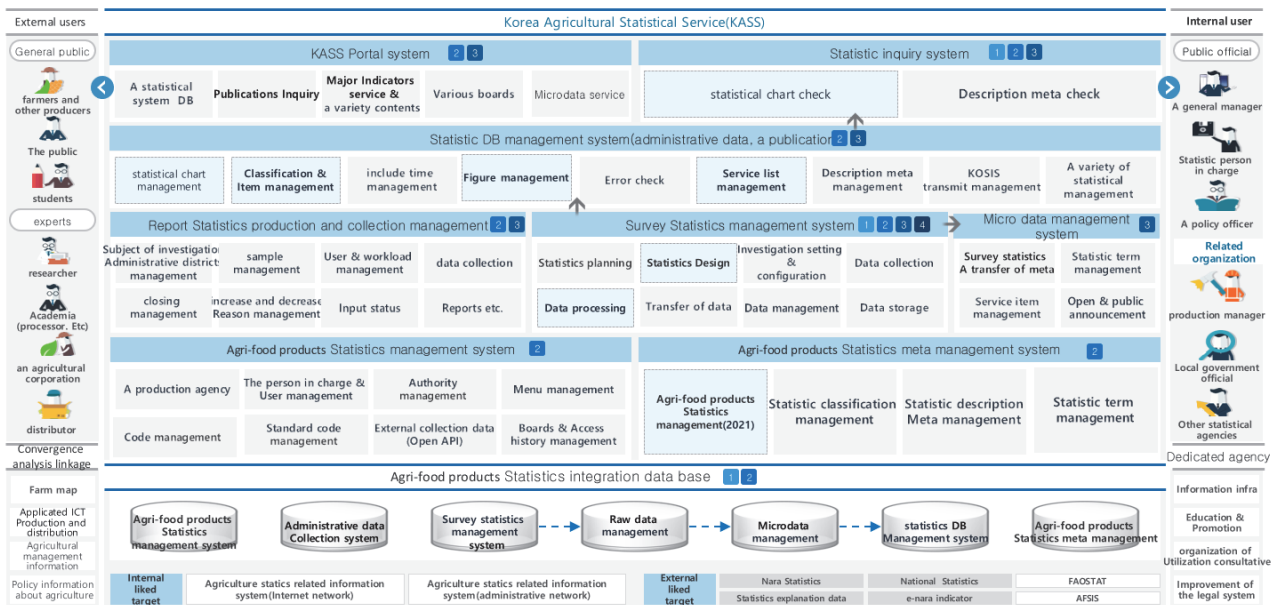 External users
Korea Agricultural Statistical Service(KASS)
Internal user
General public
farmers and
other producers
The public
students
experts
researcher
Academia
(processor. Etc)
an agricultural
corporation
distributor
Convergence
analysis linkage
Farm map
Applicated ICT
Production and
distribution
Agricultural
management
information
Policy information
about agriculture
KASS Portal system 2 3
A statistical
system DB
Publications Inquiry
Major Indicators
service &
a variety contents
Various boards
Microdata service
Statistic inquiry system 1 2 3
statistical chart check
Description meta check
Statistic DB management system(administrative data, a publication 2 3
statistical chart
management
Classification &
Item management
include time
management
Figure management
Error check
Service list
management
Description meta
management
KOSIS
transmit management
A variety of
statistical
management
Report Statistics production and collection management 2 3
Subject of investigation
Administrative districts
management
sample
management
User & workload
management
data collection
closing
management
increase and decrease
Reason management
Input status
Reports etc.
Survey Statistics management system 1 2 3 4
Statistics planning
Statistics Design
Investigation setting
&
configuration
Data collection
Data processing
Transfer of data
Data management
Data storage
Micro data management
system
3
Survey statistics
A transfer of meta
Statistic term
management
Service item
management
Open & public
announcement
Agri-food products Statistics management system 2
A production agency
The person in charge &
User management
Authority
management
Menu management
Code management
Standard code
management
External collection data
(Open API)
Boards & Access
history management
Agri-food products Statistics meta management system 2
Agri-food products
Statistics
management(2021)
Statistic classification
management
Statistic description
Meta management
Statistic term
management
Agri-food products Statistics integration data base 1 2
Agri-food products
Statistics
management system
Administrative data
Collection system
Survey statistics
management
system
Raw data
management
Microdata
management
statistics DB
Management system
Agri-food products
Statistics meta management
Internal
liked
target
Agriculture statics related information
system(Internet network)
Agriculture statics related information
system(administrative network)
External
liked
target
Nara Statistics
National Statistics
FAOSTAT
Statistics explanation data
e-nara indicator
AFSIS
Public official
A general manager
Statistic person
in charge
A policy officer
Related
organization
production manager
Local government
official
Other statistical
agencies
Dedicated agency
Information infra
Education &
Promotion
organization of
Utilization consultative
Improvement of
the legal system